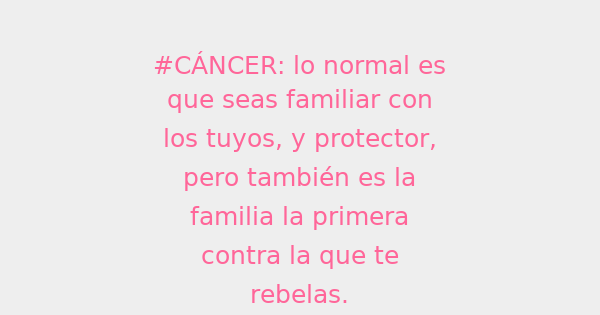 #CÁNCER: lo normal es
que seas familiar con
los tuyos, y protector,
pero también es la
familia la primera
contra la que te
rebelas.